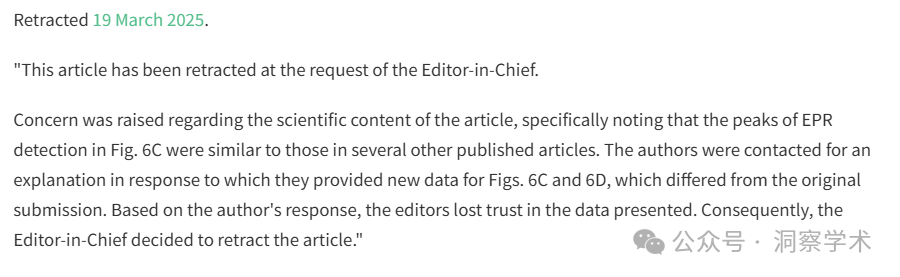 Retracted 19 March 2025.
"This article has been retracted at the request of the Editor-in-Chief.
Concern was raised regarding the scientific content of the article, specifically noting that the peaks of EPR
detection in Fig. 6C were similar to those in several other published articles. The authors were contacted for an
explanation in response to which they provided new data for Figs. 6C and 6D, which differed from the original
submission. Based on the author's response, the editors lost trust in the data presented. Consequently, the
Editor-in-Chief decided to retract the article."
公众号 · 洞察学术